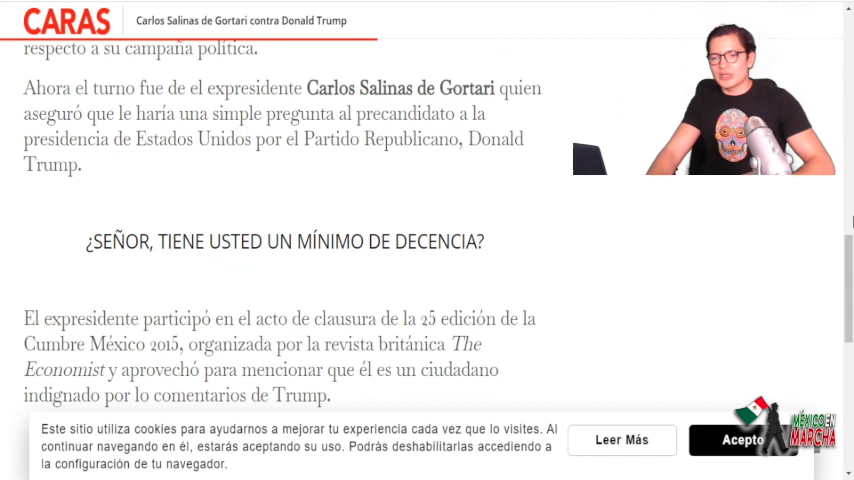 CARAS
Carlos Salinas de Gortari contra Donald Trump
respecto a su campaña política.
Ahora el turno fue de el expresidente Carlos Salinas de Gortari quien
aseguró que le haría una simple pregunta al precandidato a la
presidencia de Estados Unidos por el Partido Republicano, Donald
Trump.
¿SEÑOR, TIENE USTED UN MÍNIMO DE DECENCIA?
El expresidente participó en el acto de clausura de la 25 edición de la
Cumbre México 2015, organizada por la revista británica The
Economist y aprovechó para mencionar que él es un ciudadano
indignado por lo comentarios de Trump.
Este sitio utiliza cookies para ayudarnos a mejorar tu experiencia cada vez que lo visites. Al
continuar navegando en él, estarás aceptando su uso. Podrás deshabilitarlas accediendo a
la configuración de tu navegador.
Leer Más
Acepto
MÉXICO EN
MARCHA